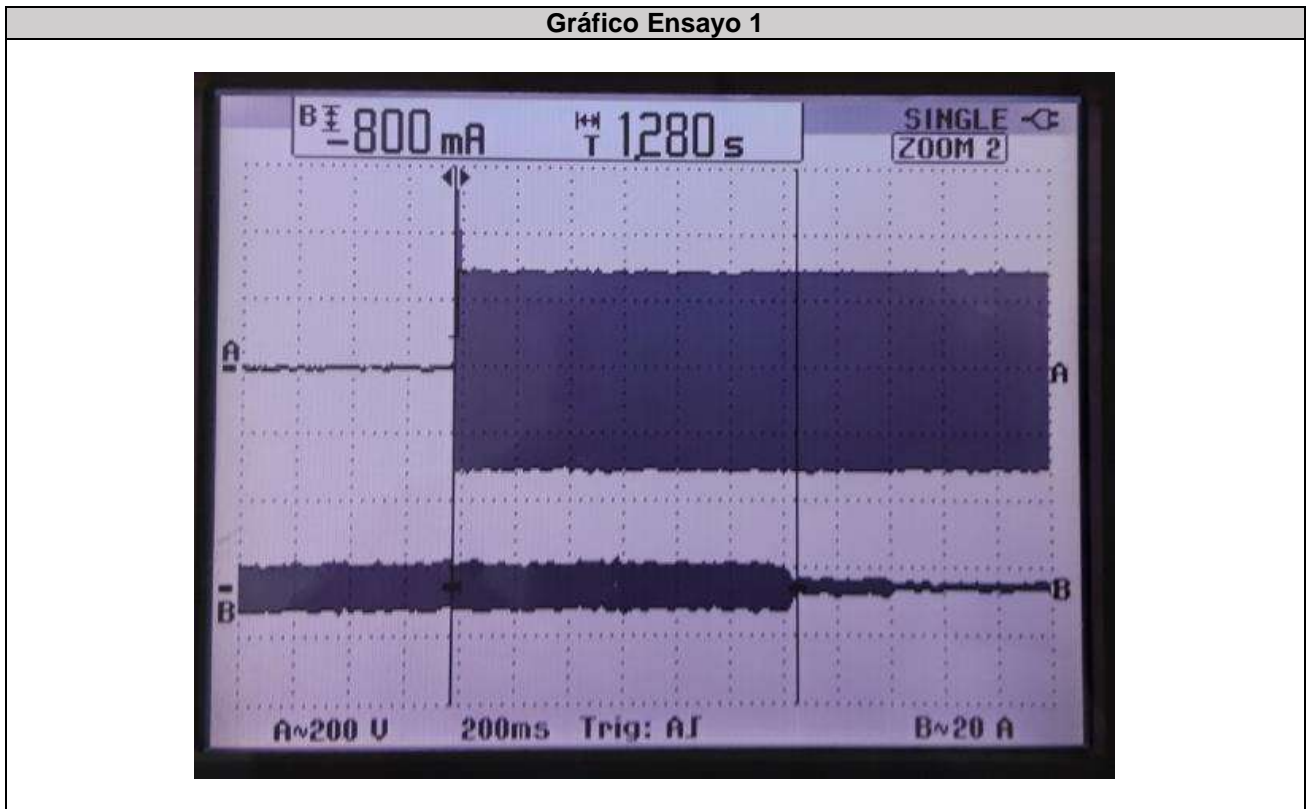 Gráfico Ensayo 1
B -800 mA T 1,280 s SINGLE
ZOOM 2
A
A
B
B
A~200 V 200ms Trig: A B~20 A